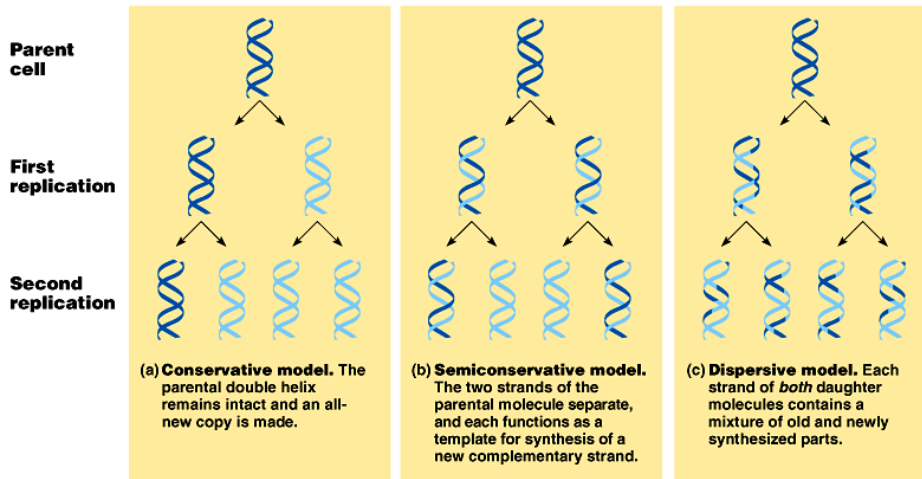 Parent
cell
First
replication
Second
replication
(a) Conservative model. The
parental double helix
remains intact and an all-
new copy is made.
(b) Semiconservative model.
The two strands of the
parental molecule separate,
and each functions as a
template for synthesis of a
new complementary strand.
(c) Dispersive model. Each
strand of both daughter
molecules contains a
mixture of old and newly
synthesized parts.